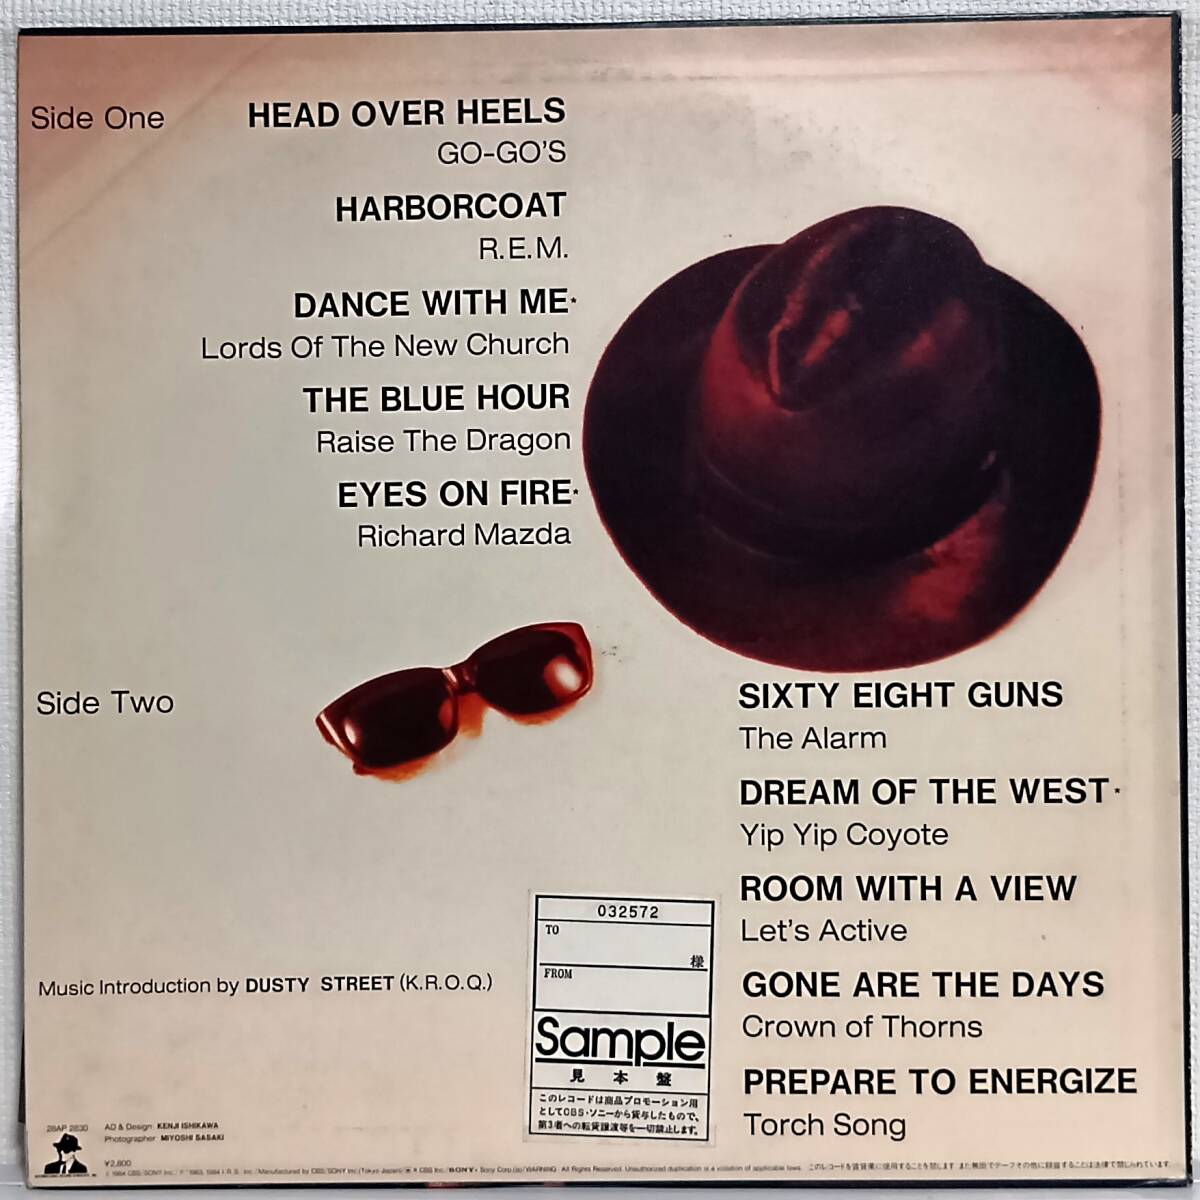 Side One
HEAD OVER HEELS
GO-GO'S
HARBORCOAT
R.E.M.
DANCE WITH ME*
Lords Of The New Church
THE BLUE HOUR
Raise The Dragon
EYES ON FIRE*
Richard Mazda
Side Two
SIXTY EIGHT GUNS
The Alarm
DREAM OF THE WEST*
Yip Yip Coyote
ROOM WITH A VIEW
Let's Active
GONE ARE THE DAYS
Crown of Thorns
PREPARE TO ENERGIZE
Torch Song
Music Introduction by DUSTY STREET (K.R.O.Q.)
032572
TO
様
FROM
Sample
見本盤
このレコードは商品プロモーション用
としてCBS・ソニーから貸与したもので、
第3者への転貸譲渡等を一切禁止します。
28AP 2830
AD & Design KENJI ISHIKAWA
Photographer MIYOSHI SASAKI
¥2,800